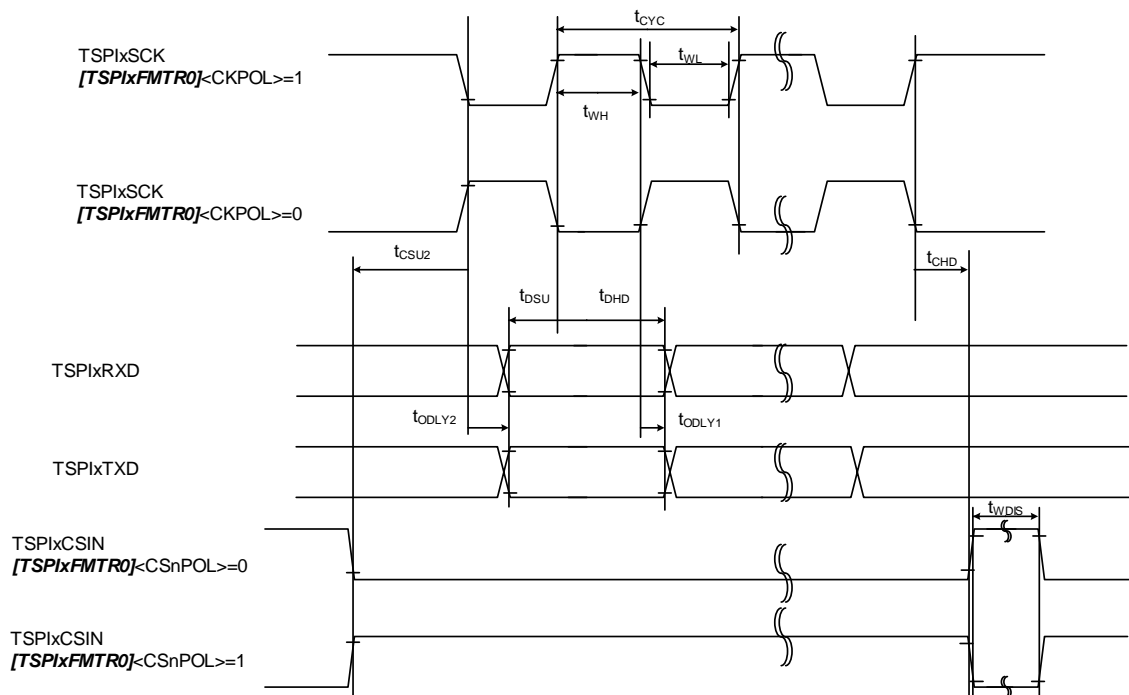 tCYC
TSPIxSCK
[TSPIxFMTR0]<CKPOL>=1
tWL
tWH
TSPIxSCK
[TSPIxFMTR0]<CKPOL>=0
tCSU2
tCHD
tDSU
tDHD
TSPIxRXD
tODLY2
tODLY1
TSPIxTXD
tWDIS
TSPIxCSIN
[TSPIxFMTR0]<CSnPOL>=0
TSPIxCSIN
[TSPIxFMTR0]<CSnPOL>=1